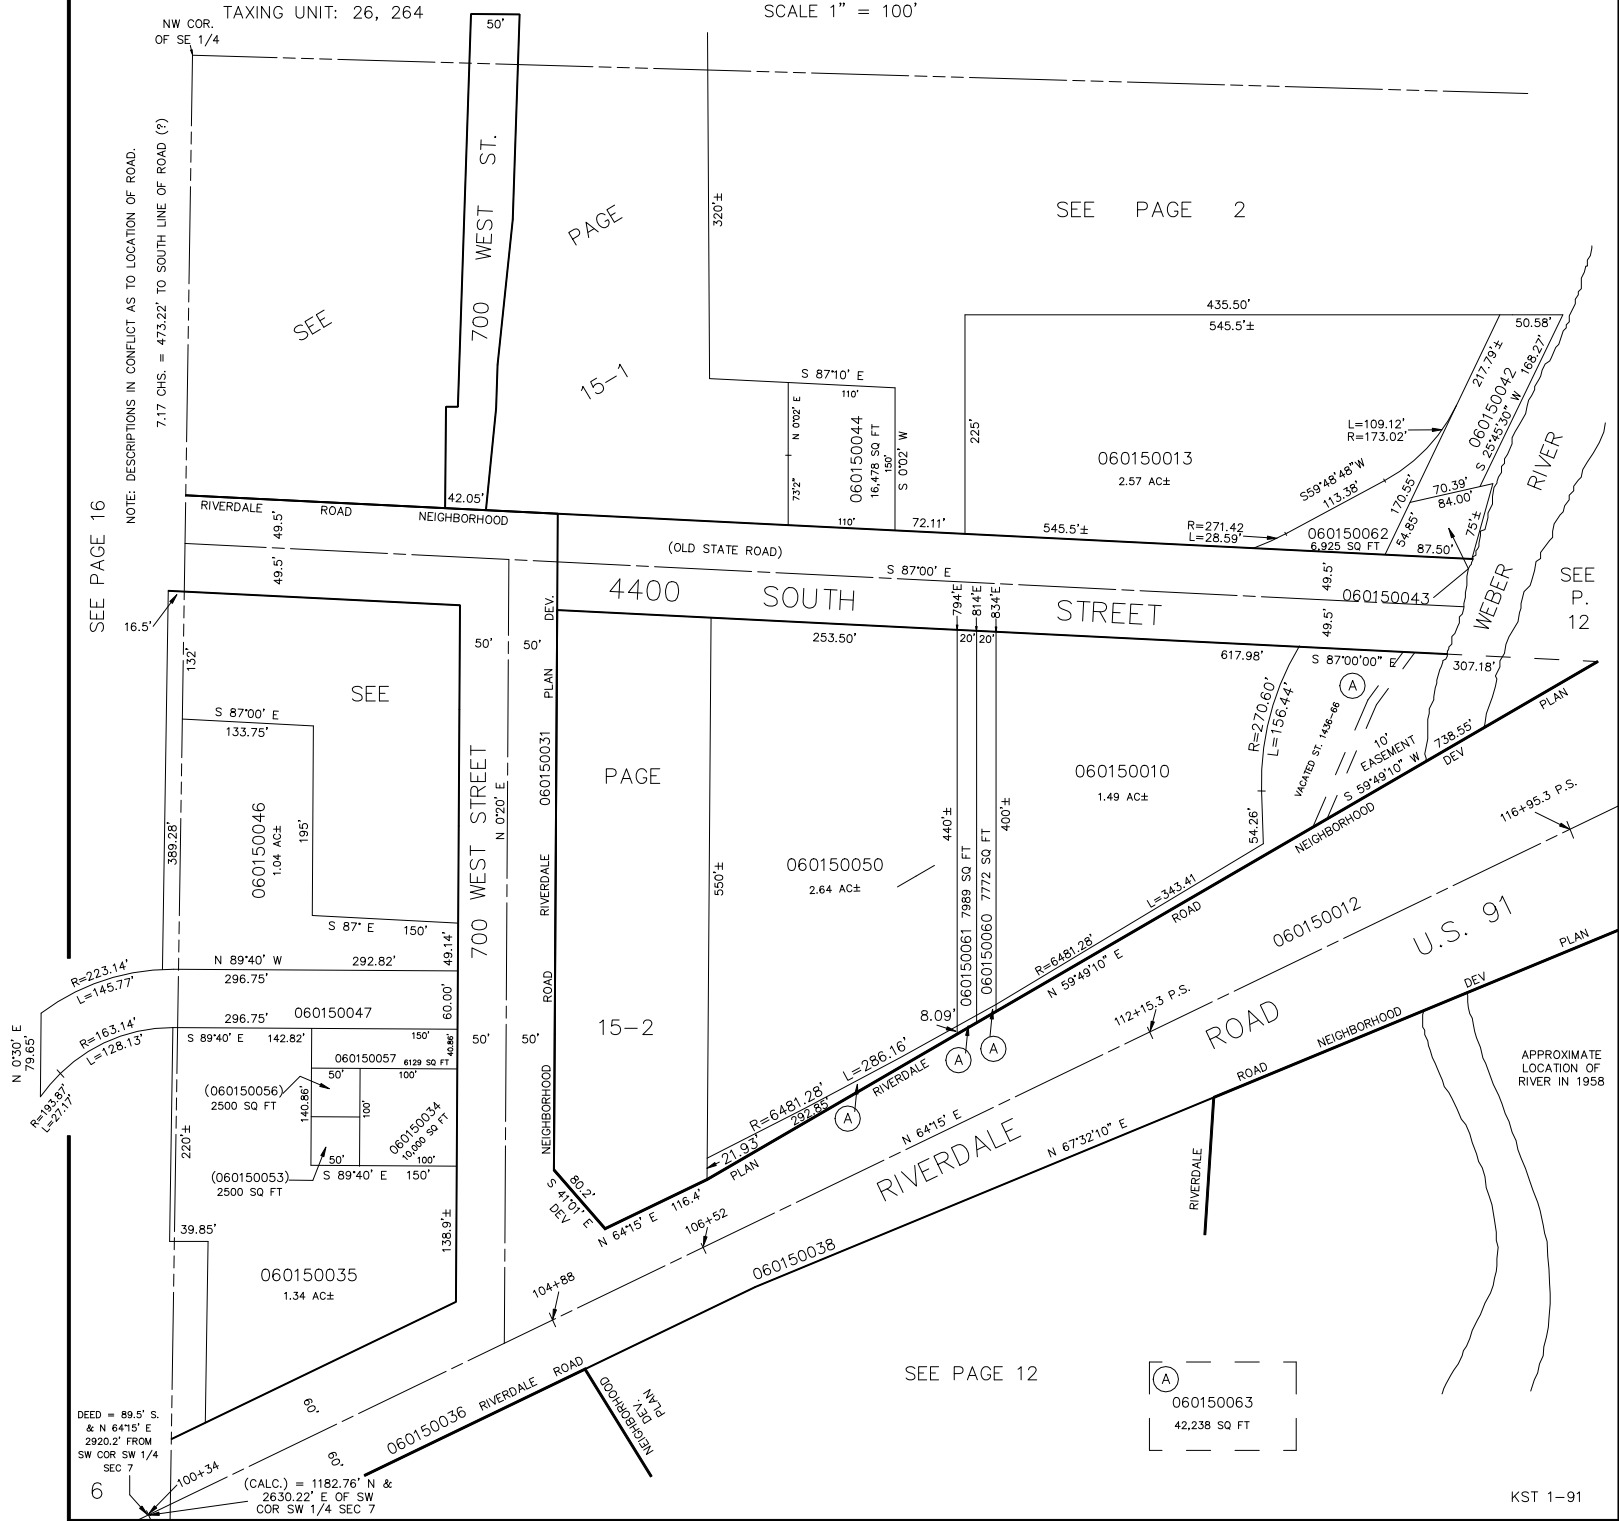 TAXING UNIT: 26, 264
SCALE 1" = 100'
NW COR.
OF SE 1/4
50'
NOTE: DESCRIPTIONS IN CONFLICT AS TO LOCATION OF ROAD.
7.17 CHS. = 473.22' TO SOUTH LINE OF ROAD (?)
700 WEST ST.
SEE
PAGE
15-1
320'±
SEE PAGE 2
435.50'
545.5'±
50.58'
217.79'±
168.27'
060150042
S 25°45'30" W
S 87°10' E
110'
N 0°02' E
73'2"
060150044
16,478 SQ FT
150'
S 0°02' W
110'
72.11'
225'
060150013
2.57 AC±
L=109.12'
R=173.02'
S59°48'48"W
113.38'
170.55'
70.39'
84.00'
54.85'
75'±
R=271.42
L=28.59'
060150062
6,925 SQ FT
87.50'
545.5'±
RIVER
WEBER
SEE PAGE 16
42.05'
RIVERDALE ROAD NEIGHBORHOOD
49.5'
49.5'
(OLD STATE ROAD)
S 87°00' E
4400 SOUTH STREET
49.5'
49.5'
060150043
SEE
P.
12
16.5'
132'
50'
50'
DEV.
PLAN
060150031
RIVERDALE
ROAD
NEIGHBORHOOD
253.50'
794'E
814'E
834'E
20'
20'
617.98'
S 87°00'00" E
307.18'
SEE
S 87°00' E
133.75'
060150046
1.04 AC±
195'
389.28'
S 87° E
150'
49.14'
700 WEST STREET
N 0°20' E
PAGE
15-2
550'±
060150050
2.64 AC±
440'±
060150061 7989 SQ FT
060150060 7772 SQ FT
400'±
060150010
1.49 AC±
R=270.60'
L=156.44'
54.26'
A
VACATED ST. 1436-66
10'
EASEMENT
S 59°49'10" W
738.55'
PLAN
DEV
NEIGHBORHOOD
ROAD
116+95.3 P.S.
N 89°40' W
292.82'
296.75'
R=223.14'
L=145.77'
060150047
60.00'
296.75'
R=163.14'
L=128.13'
N 0°30' E
79.65'
R=193.87'
L=27.17'
S 89°40' E
142.82'
150'
40.86'
060150057
6129 SQ FT
50'
100'
(060150056)
2500 SQ FT
140.86'
100'
060150034
10,000 SQ FT
50'
100'
(060150053)
2500 SQ FT
S 89°40' E
150'
220'±
39.85'
060150035
1.34 AC±
138.9'±
50'
50'
L=343.41
R=6481.28'
N 59°49'10" E
8.09'
A
A
L=286.16'
R=6481.28'
292.85'
RIVERDALE
A
21.93'
PLAN
80.2'
S 41°01' E
DEV
N 64°15' E
116.4'
060150012
U.S. 91
112+15.3 P.S.
ROAD
RIVERDALE
N 64°15' E
N 67°32'10" E
PLAN
DEV
NEIGHBORHOOD
ROAD
RIVERDALE
APPROXIMATE
LOCATION OF
RIVER IN 1958
106+52
104+88
060150038
SEE PAGE 12
A
060150063
42,238 SQ FT
060150036
RIVERDALE ROAD
NEIGHBORHOOD
DEV.
PLAN
60'
60'
DEED = 89.5' S.
& N 64°15' E
2920.2' FROM
SW COR SW 1/4
SEC 7
6
100+34
(CALC.) = 1182.76' N &
2630.22' E OF SW
COR SW 1/4 SEC 7
KST 1-91